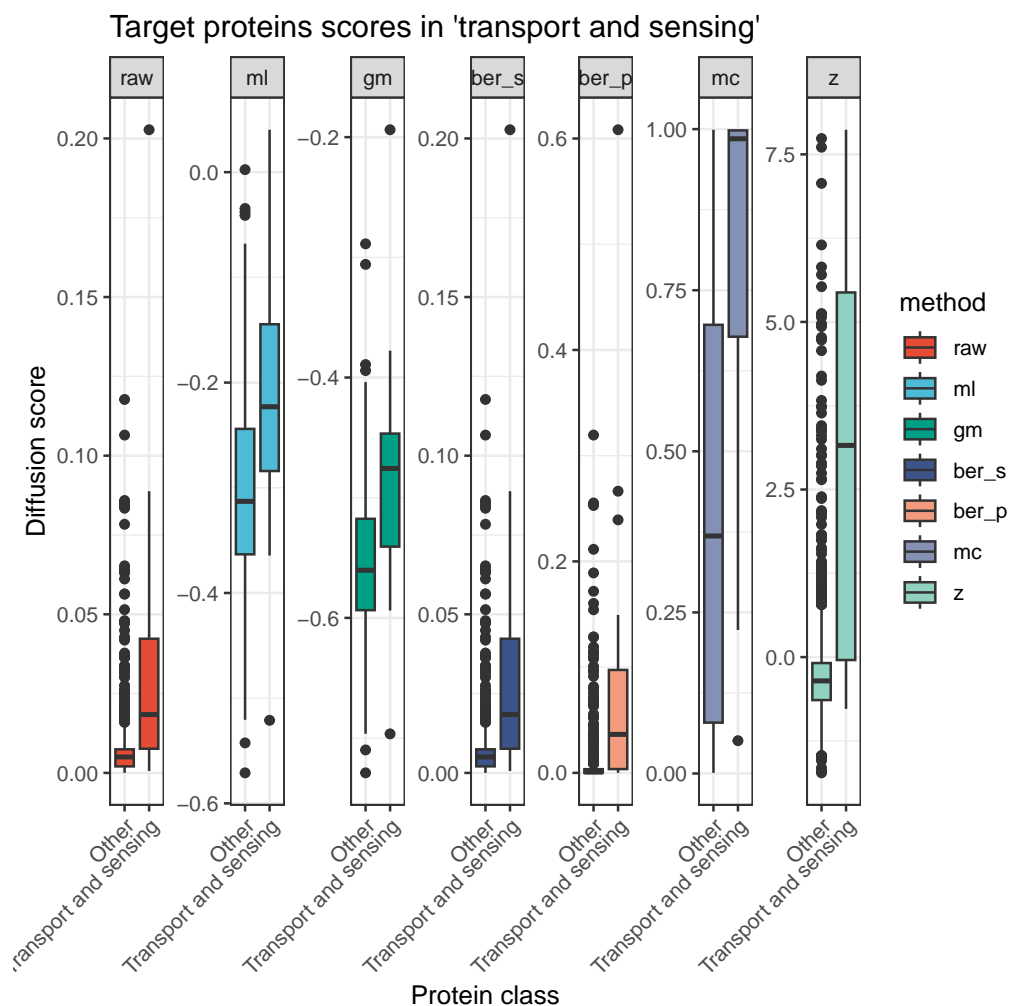 Target proteins scores in 'transport and sensing'
raw
ml
gm
ber_s
ber_p
mc
z
0.20
0.15
0.10
0.05
0.00
0.0
−0.2
−0.4
−0.6
−0.2
−0.4
−0.6
0.20
0.15
0.10
0.05
0.00
0.6
0.4
0.2
0.0
1.00
0.75
0.50
0.25
0.00
7.5
5.0
2.5
0.0
Diffusion score
Other
ransport and sensing
Other
Transport and sensing
Other
Transport and sensing
Other
Transport and sensing
Other
Transport and sensing
Other
Transport and sensing
Other
Transport and sensing
Protein class
method
raw
ml
gm
ber_s
ber_p
mc
z